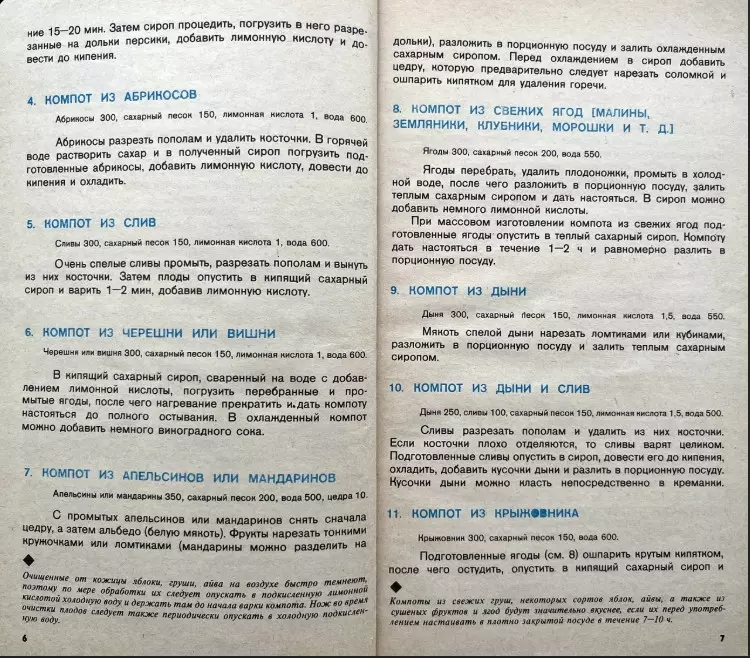 ние 15—20 мин. Затем сироп процедить, погрузить в него разре-
занные на дольки персики, добавить лимонную кислоту и до-
вести до кипения.
4. КОМПОТ ИЗ АБРИКОСОВ
Абрикосы 300, сахарный песок 150, лимонная кислота 1, вода 600.
Абрикосы разрезть пополам и удалить косточки. В горячей
воде растворить сахар и в полученный сироп погрузить под-
готовленные абрикосы, добавить лимонную кислоту, довести до
кипения и охладить.
5. КОМПОТ ИЗ СЛИВ
Сливы 300, сахарный песок 150, лимонная кислота 1, вода 600.
Очень спелые сливы промыть, разрезать пополам и вынуть
из них косточки. Затем плоды опустить в кипящий сахарный
сироп и варить 1—2 мин, добавив лимонную кислоту.
6. КОМПОТ ИЗ ЧЕРЕШНИ ИЛИ ВИШНИ
Черешня или вишня 300, сахарный песок 150, лимонная кислота 1, вода 600.
В кипящий сахарный сироп, сваренный на воде с добав-
лением лимонной кислоты, погрузить перебранные и про-
мытые ягоды, после чего нагревание прекратить и дать компоту
настояться до полного остывания. В охлажденный компот
можно добавить немного виноградного сока.
7. КОМПОТ ИЗ АПЕЛЬСИНОВ ИЛИ МАНДАРИНОВ
Апельсины или мандарины 350, сахарный песок 200, вода 500, цедра 10.
С промытых апельсинов или мандаринов снять сначала
цедру, а затем альбедо (белую мякоть). Фрукты нарезать тонкими
кружочками или ломтиками (мандарины можно разделить на
Очищенные от кожицы яблоки, груши, айва на воздухе быстро темнеют,
поэтому по мере обработки их следует опускать в подкисленную лимонной
кислотой холодную воду и держать там до начала варки компота. Нож во время
очистки плодов следует также периодически опускать в холодную подкислен-
ную воду.
6
дольки), разложить в порционную посуду и залить охлажденным
сахарным сиропом. Перед охлаждением в сироп добавить
цедру, которую предварительно следует нарезать соломкой и
ошпарить кипятком для удаления горечи.
8. КОМПОТ ИЗ СВЕЖИХ ЯГОД [МАЛИНЫ,
ЗЕМЛЯНИКИ, КЛУБНИКИ, МОРОШКИ И Т. Д.]
Ягоды 300, сахарный песок 200, вода 550.
Ягоды перебрать, удалить плодоножки, промыть в холод-
ной воде, после чего разложить в порционную посуду, залить
теплым сахарным сиропом и дать настояться. В сироп можно
добавить немного лимонной кислоты.
При массовом изготовлении компота из свежих ягод под-
готовленные ягоды опустить в теплый сахарный сироп. Компоту
дать настояться в течение 1—2 ч и равномерно разлить в
порционную посуду.
9. КОМПОТ ИЗ ДЫНИ
Дыня 300, сахарный песок 150, лимонная кислота 1,5, вода 550.
Мякоть спелой дыни нарезать ломтиками или кубиками,
разложить в порционную посуду и залить теплым сахарным
сиропом.
10. КОМПОТ ИЗ ДЫНИ И СЛИВ
Дыня 250, сливы 100, сахарный песок 150, лимонная кислота 1,5, вода 500.
Сливы разрезать пополам и удалить из них косточки.
Если косточки плохо отделяются, то сливы варят целиком.
Подготовленные сливы опустить в сироп, довести его до кипения,
охладить, добавить кусочки дыни и разлить в порционную посуду.
Кусочки дыни можно класть непосредственно в креманки.
11. КОМПОТ ИЗ КРЫЖОВНИКА
Крыжовник 300, сахарный песок 150, вода 600.
Подготовленные ягоды (см. 8) ошпарить крутым кипятком,
после чего остудить, опустить в кипящий сахарный сироп и
Компоты из свежих груш, некоторых сортов яблок, айвы, а также из
сушеных фруктов и ягод будут значительно вкуснее, если их перед употреб-
лением настаивать в плотно закрытой посуде в течение 7—10 ч.
7